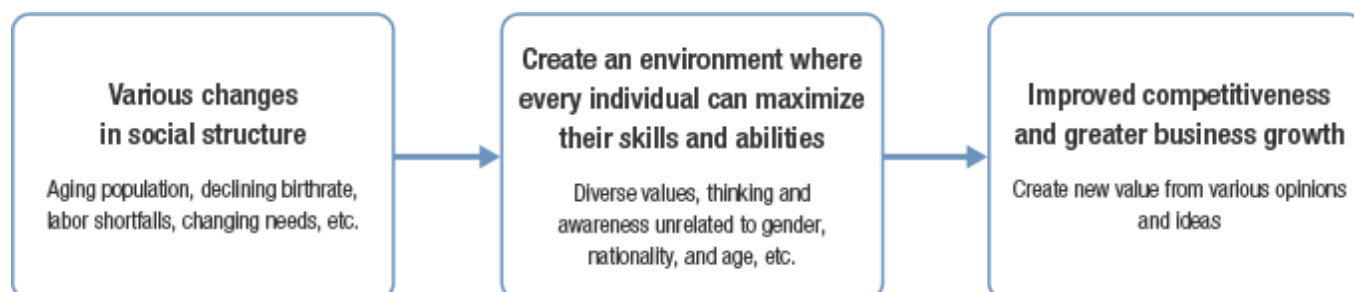 Various changes
in social structure
Aging population, declining birthrate,
labor shortfalls, changing needs, etc.
Create an environment where
every individual can maximize
their skills and abilities
Diverse values, thinking and
awareness unrelated to gender,
nationality, and age, etc.
Improved competitiveness
and greater business growth
Create new value from various opinions
and ideas